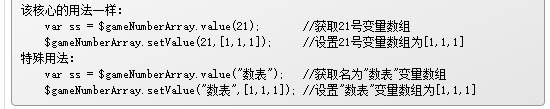 该核心的用法一样：
var ss = $gameNumberArray.value(21);      //获取21号变量数组
$gameNumberArray.setValue(21,[1,1,1]);    //设置21号变量数组为[1,1,1]
特殊用法：
var ss = $gameNumberArray.value("数表");   //获取名为"数表"变量数组
$gameNumberArray.setValue("数表",[1,1,1]); //设置"数表"变量数组为[1,1,1]